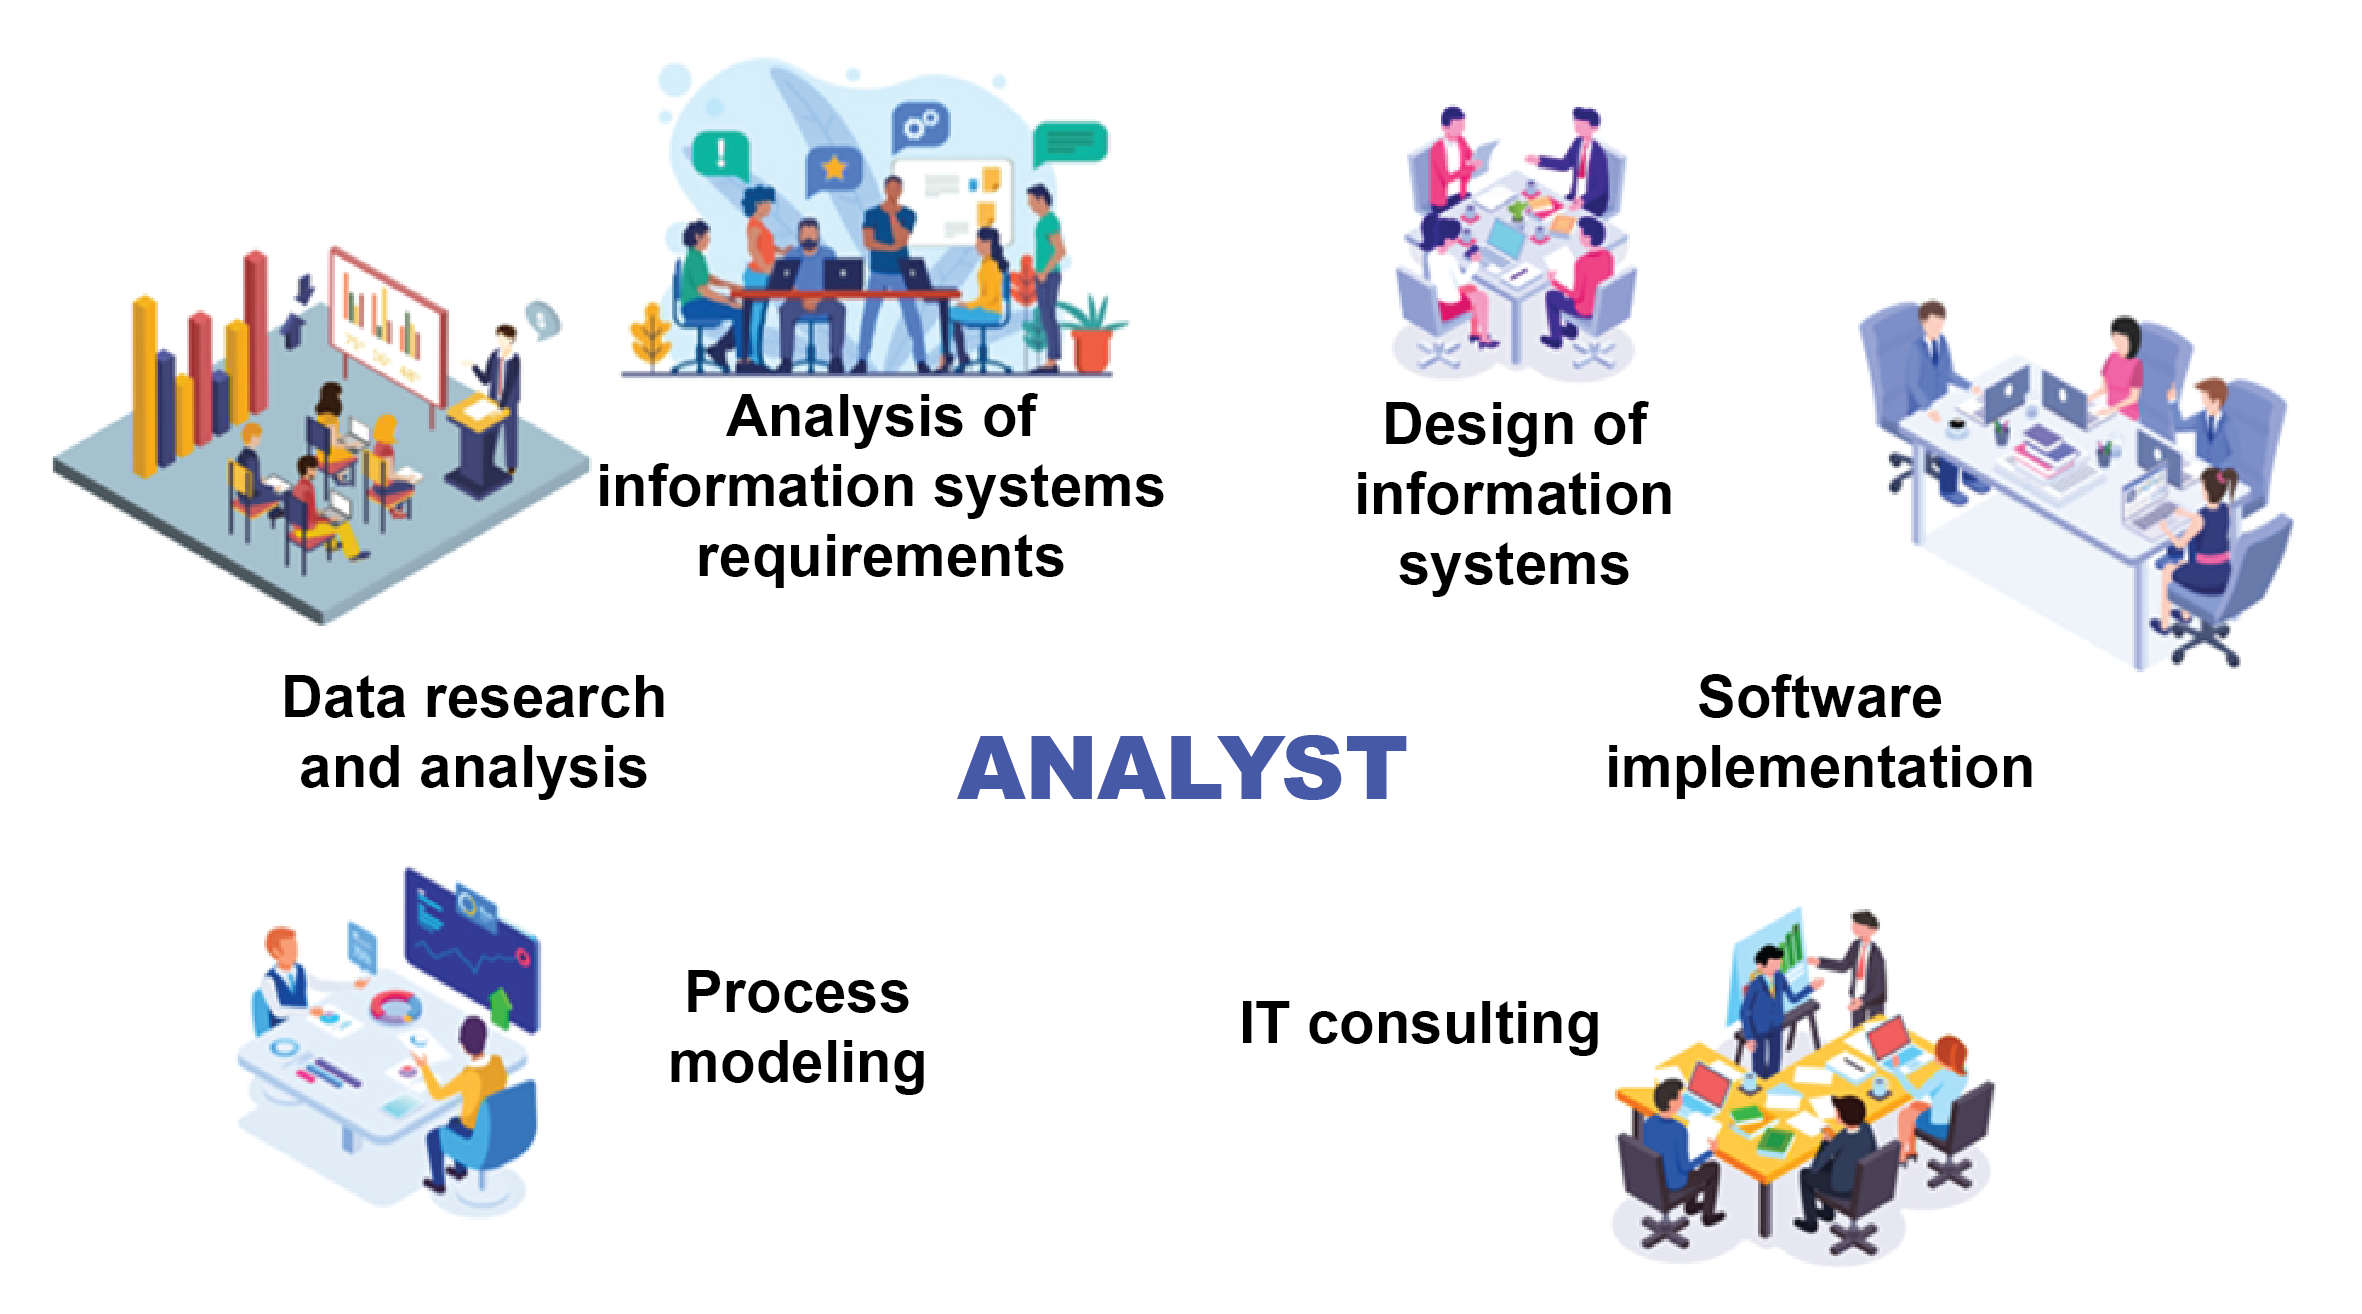 Analysis of
information systems
requirements
Design of
information
systems
Data research
and analysis
ANALYST
Software
implementation
Process
modeling
IT consulting